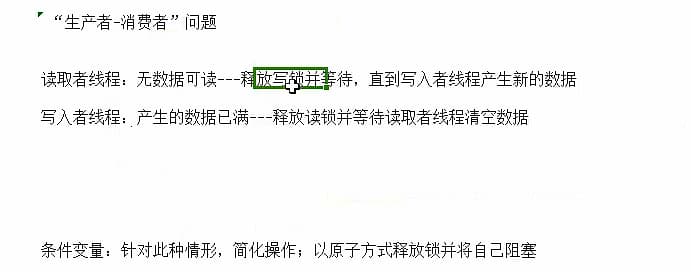 “生产者-消费者”问题
读取者线程：无数据可读---释放写锁并等待，直到写入者线程产生新的数据
写入者线程：产生的数据已满---释放读锁并等待读取者线程清空数据
条件变量：针对此种情形，简化操作；以原子方式释放锁并将自己阻塞